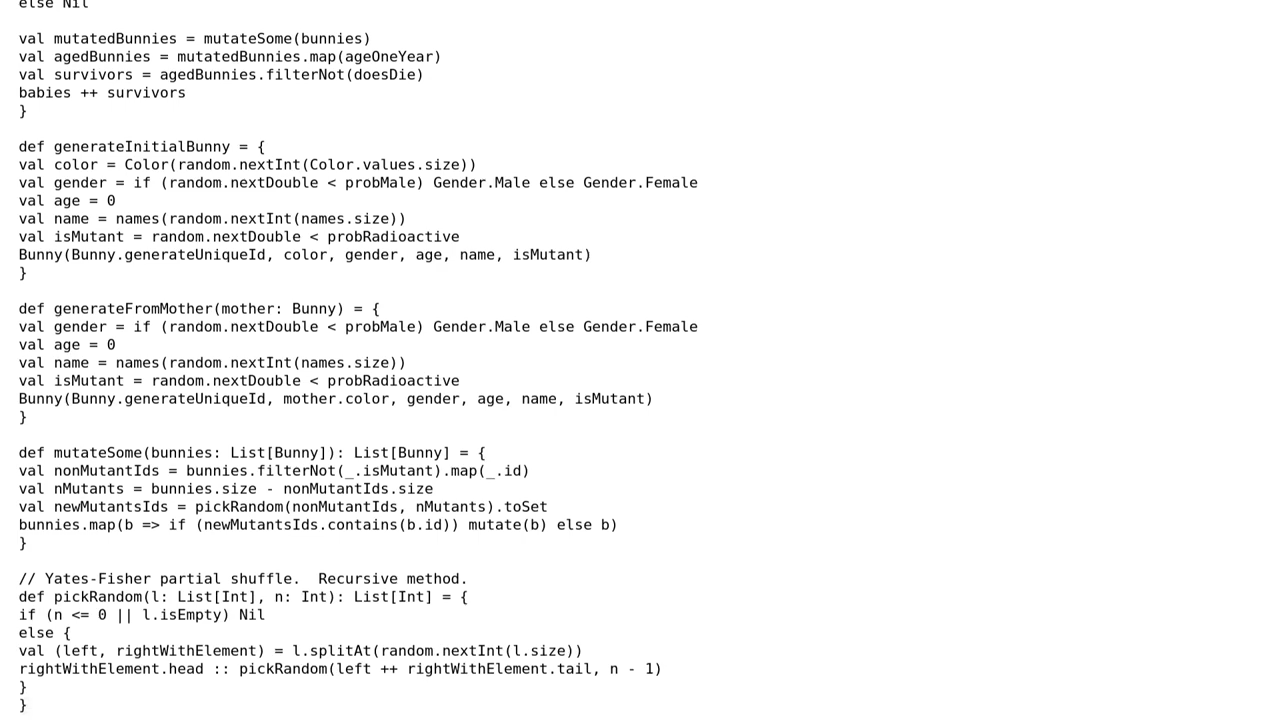 else Nil
val mutatedBunnies = mutateSome(bunnies)
val agedBunnies = mutatedBunnies.map(ageOneYear)
val survivors = agedBunnies.filterNot(doesDie)
babies ++ survivors
}
def generateInitialBunny = {
val color = Color(random.nextInt(Color.values.size))
val gender = if (random.nextDouble < probMale) Gender.Male else Gender.Female
val age = 0
val name = names(random.nextInt(names.size))
val isMutant = random.nextDouble < probRadioactive
Bunny(Bunny.generateUniqueId, color, gender, age, name, isMutant)
}
def generateFromMother(mother: Bunny) = {
val gender = if (random.nextDouble < probMale) Gender.Male else Gender.Female
val age = 0
val name = names(random.nextInt(names.size))
val isMutant = random.nextDouble < probRadioactive
Bunny(Bunny.generateUniqueId, mother.color, gender, age, name, isMutant)
}
def mutateSome(bunnies: List[Bunny]): List[Bunny] = {
val nonMutantIds = bunnies.filterNot(_.isMutant).map(_.id)
val nMutants = bunnies.size - nonMutantIds.size
val newMutantsIds = pickRandom(nonMutantIds, nMutants).toSet
bunnies.map(b => if (newMutantsIds.contains(b.id)) mutate(b) else b)
}
// Yates-Fisher partial shuffle.  Recursive method.
def pickRandom(l: List[Int], n: Int): List[Int] = {
if (n <= 0 || l.isEmpty) Nil
else {
val (left, rightWithElement) = l.splitAt(random.nextInt(l.size))
rightWithElement.head :: pickRandom(left ++ rightWithElement.tail, n - 1)
}
}